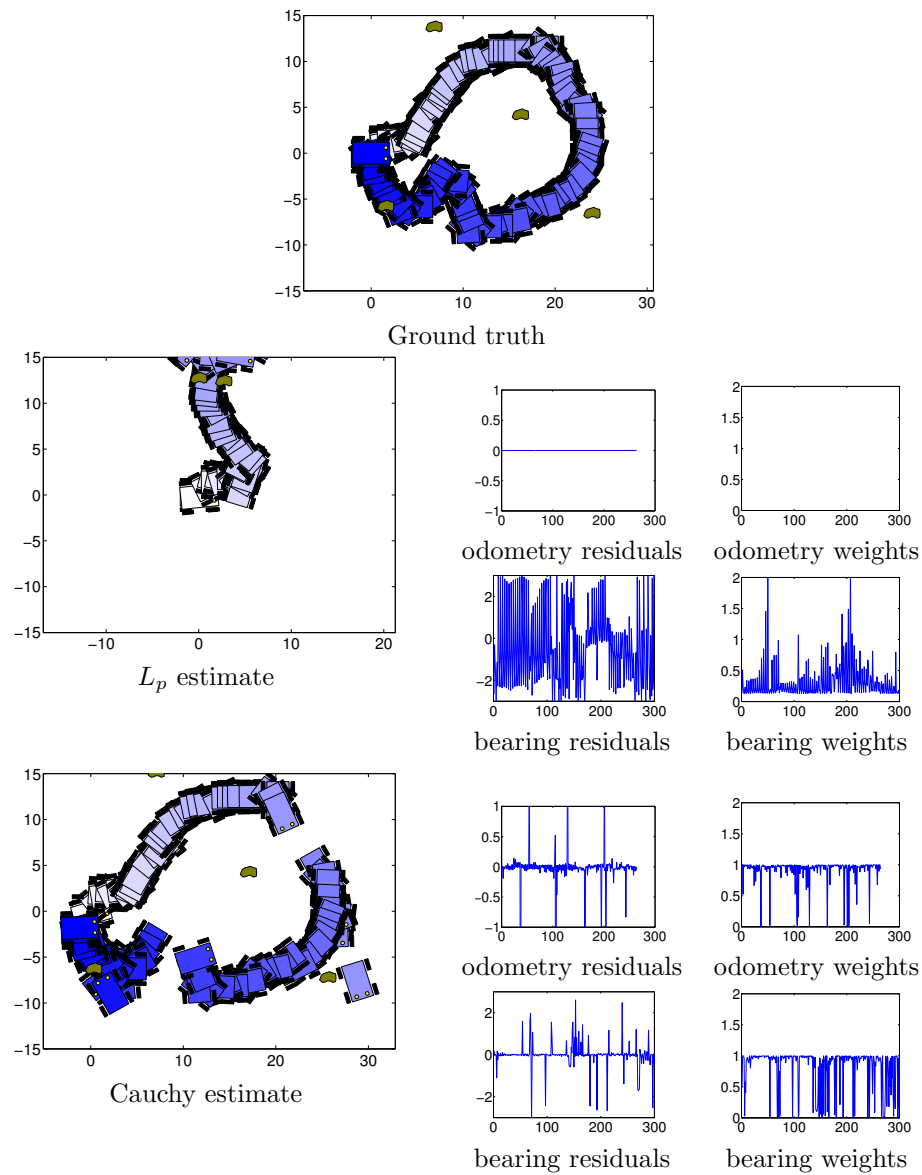 15
10
5
0
−5
−10
−15
0 10 20 30
Ground truth
15
10
5
0
−5
−10
−15
−10 0 10 20
L_p estimate
1
0.5
0
−0.5
−1
0 100 200 300
odometry residuals
2
1.5
1
0.5
0
0 100 200 300
odometry weights
2
0
−2
0 100 200 300
bearing residuals
2
1.5
1
0.5
0
0 100 200 300
bearing weights
15
10
5
0
−5
−10
−15
0 10 20 30
Cauchy estimate
1
0.5
0
−0.5
−1
0 100 200 300
odometry residuals
2
1.5
1
0.5
0
0 100 200 300
odometry weights
2
0
−2
0 100 200 300
bearing residuals
2
1.5
1
0.5
0
0 100 200 300
bearing weights